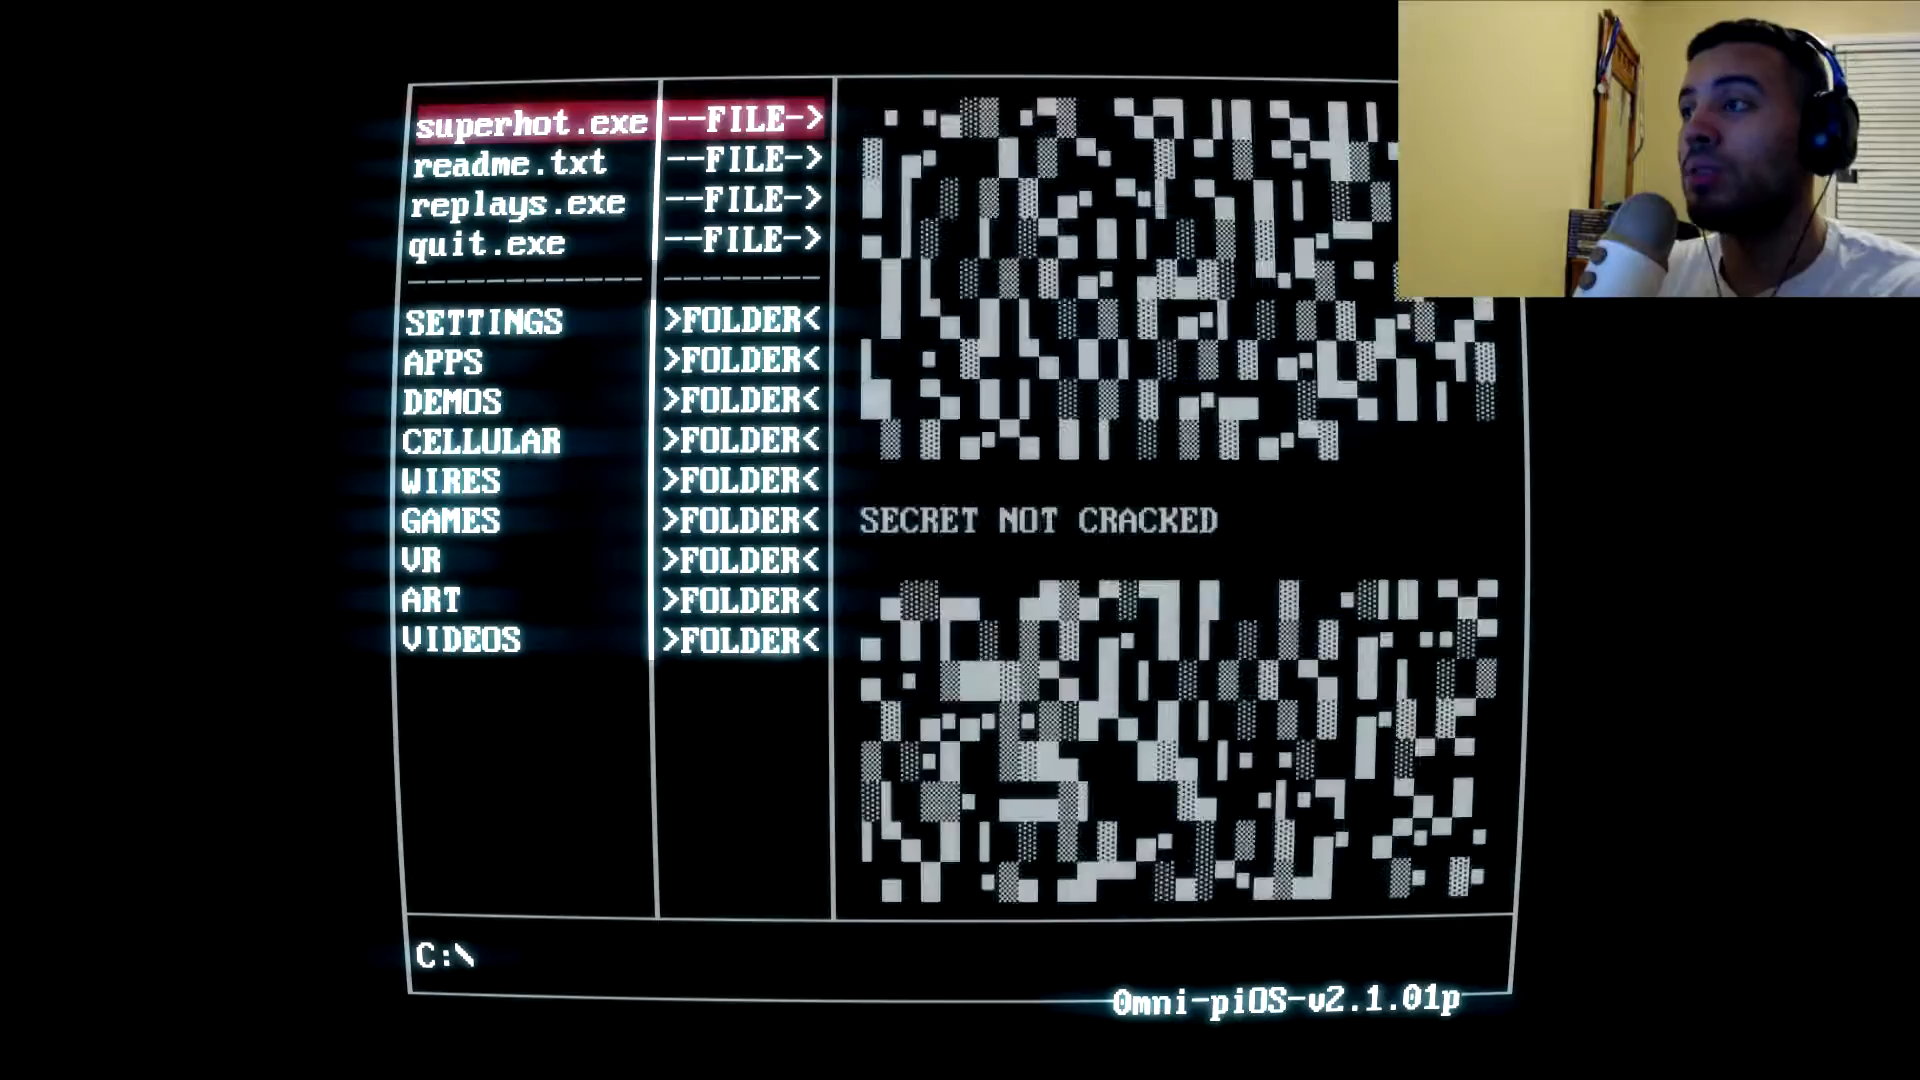 superhot.exe --FILE->
readme.txt --FILE->
replays.exe --FILE->
quit.exe --FILE->
SETTINGS >FOLDER<
APPS >FOLDER<
DEMOS >FOLDER<
CELLULAR >FOLDER<
WIRES >FOLDER<
GAMES >FOLDER<
VR >FOLDER<
ART >FOLDER<
VIDEOS >FOLDER<
SECRET NOT CRACKED
C:\
0mni-piOS-v2.1.01p